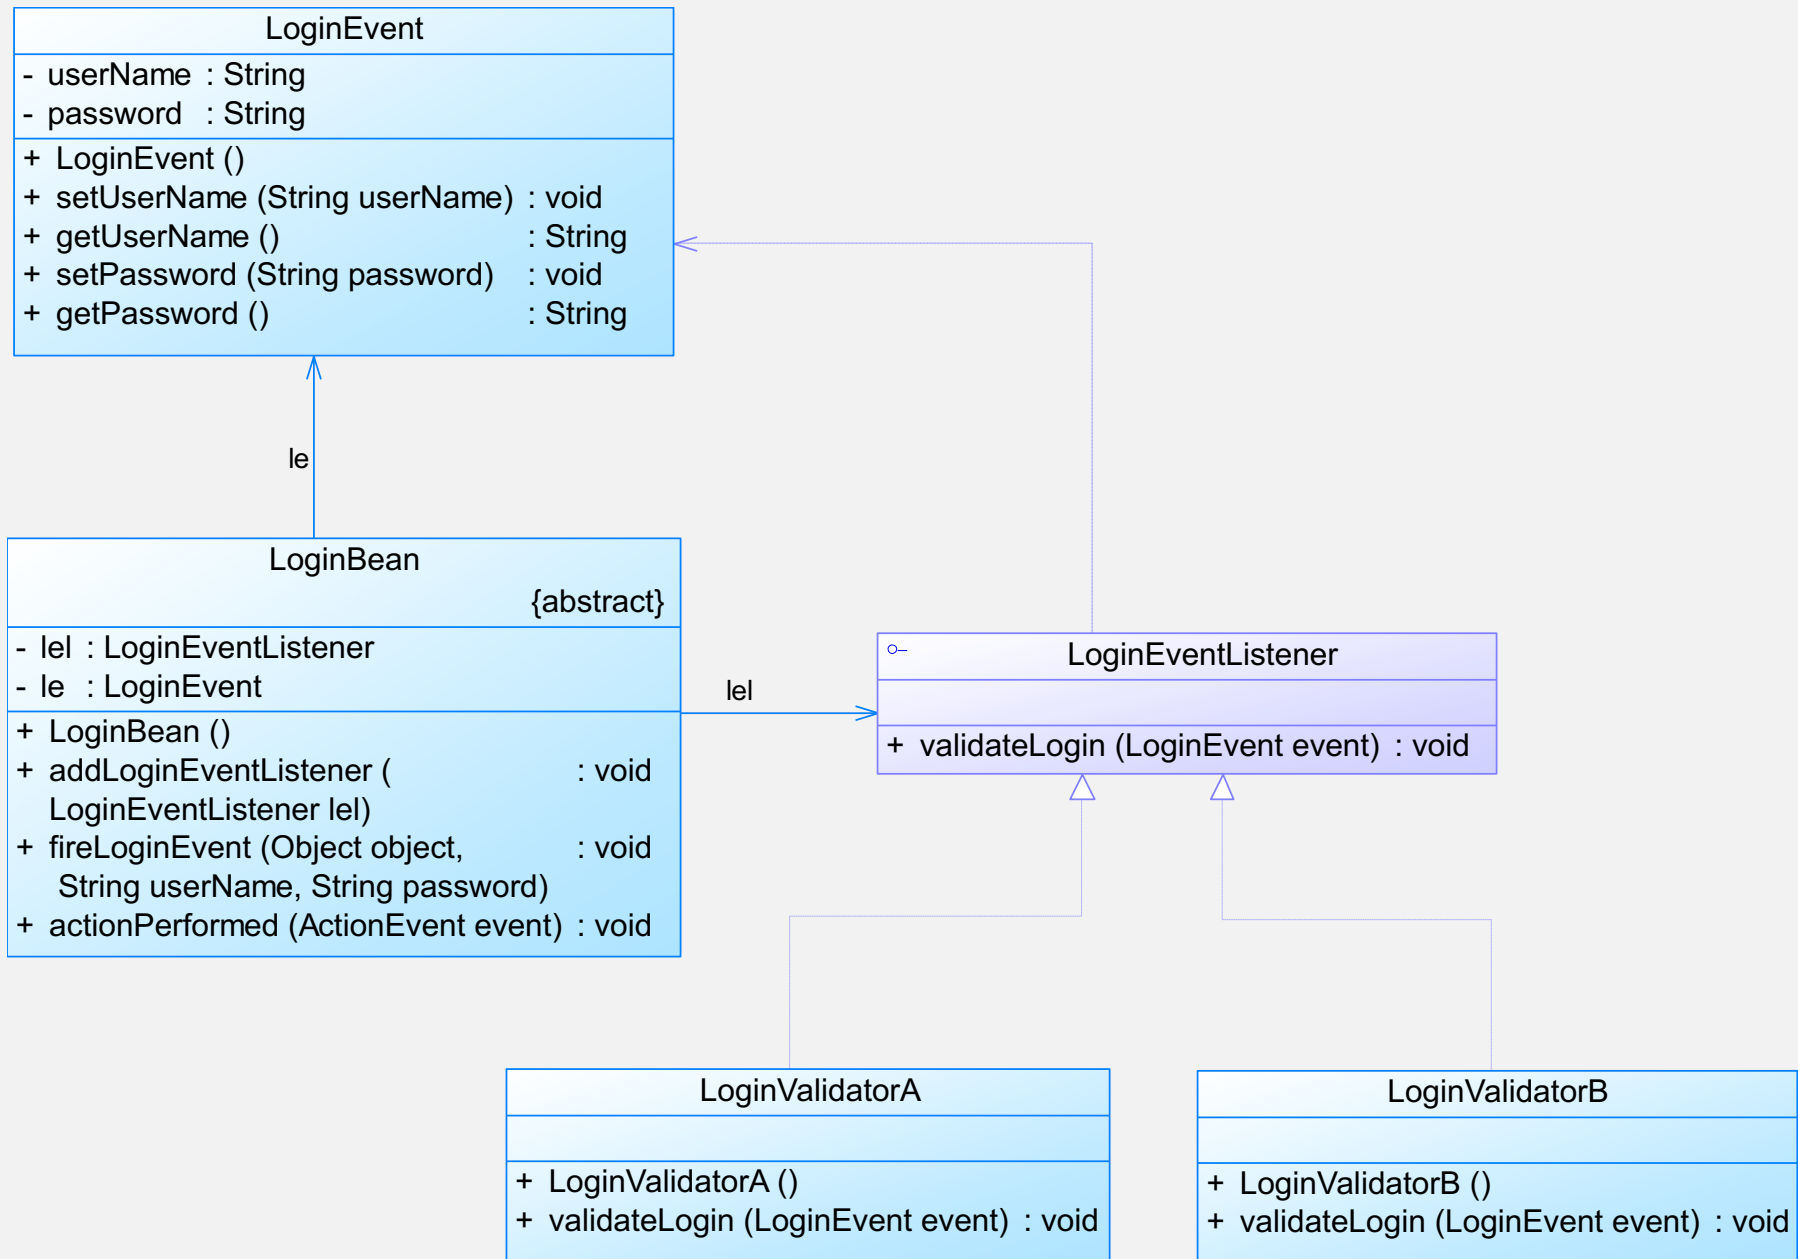 LoginEvent
- userName : String
- password : String
+ LoginEvent ()
+ setUserName (String userName) : void
+ getUserName () : String
+ setPassword (String password) : void
+ getPassword () : String
le
LoginBean
{abstract}
- lel : LoginEventListener
- le : LoginEvent
+ LoginBean ()
+ addLoginEventListener ( : void
LoginEventListener lel)
+ fireLoginEvent (Object object, : void
String userName, String password)
+ actionPerformed (ActionEvent event) : void
lel
LoginEventListener
+ validateLogin (LoginEvent event) : void
LoginValidatorA
+ LoginValidatorA ()
+ validateLogin (LoginEvent event) : void
LoginValidatorB
+ LoginValidatorB ()
+ validateLogin (LoginEvent event) : void